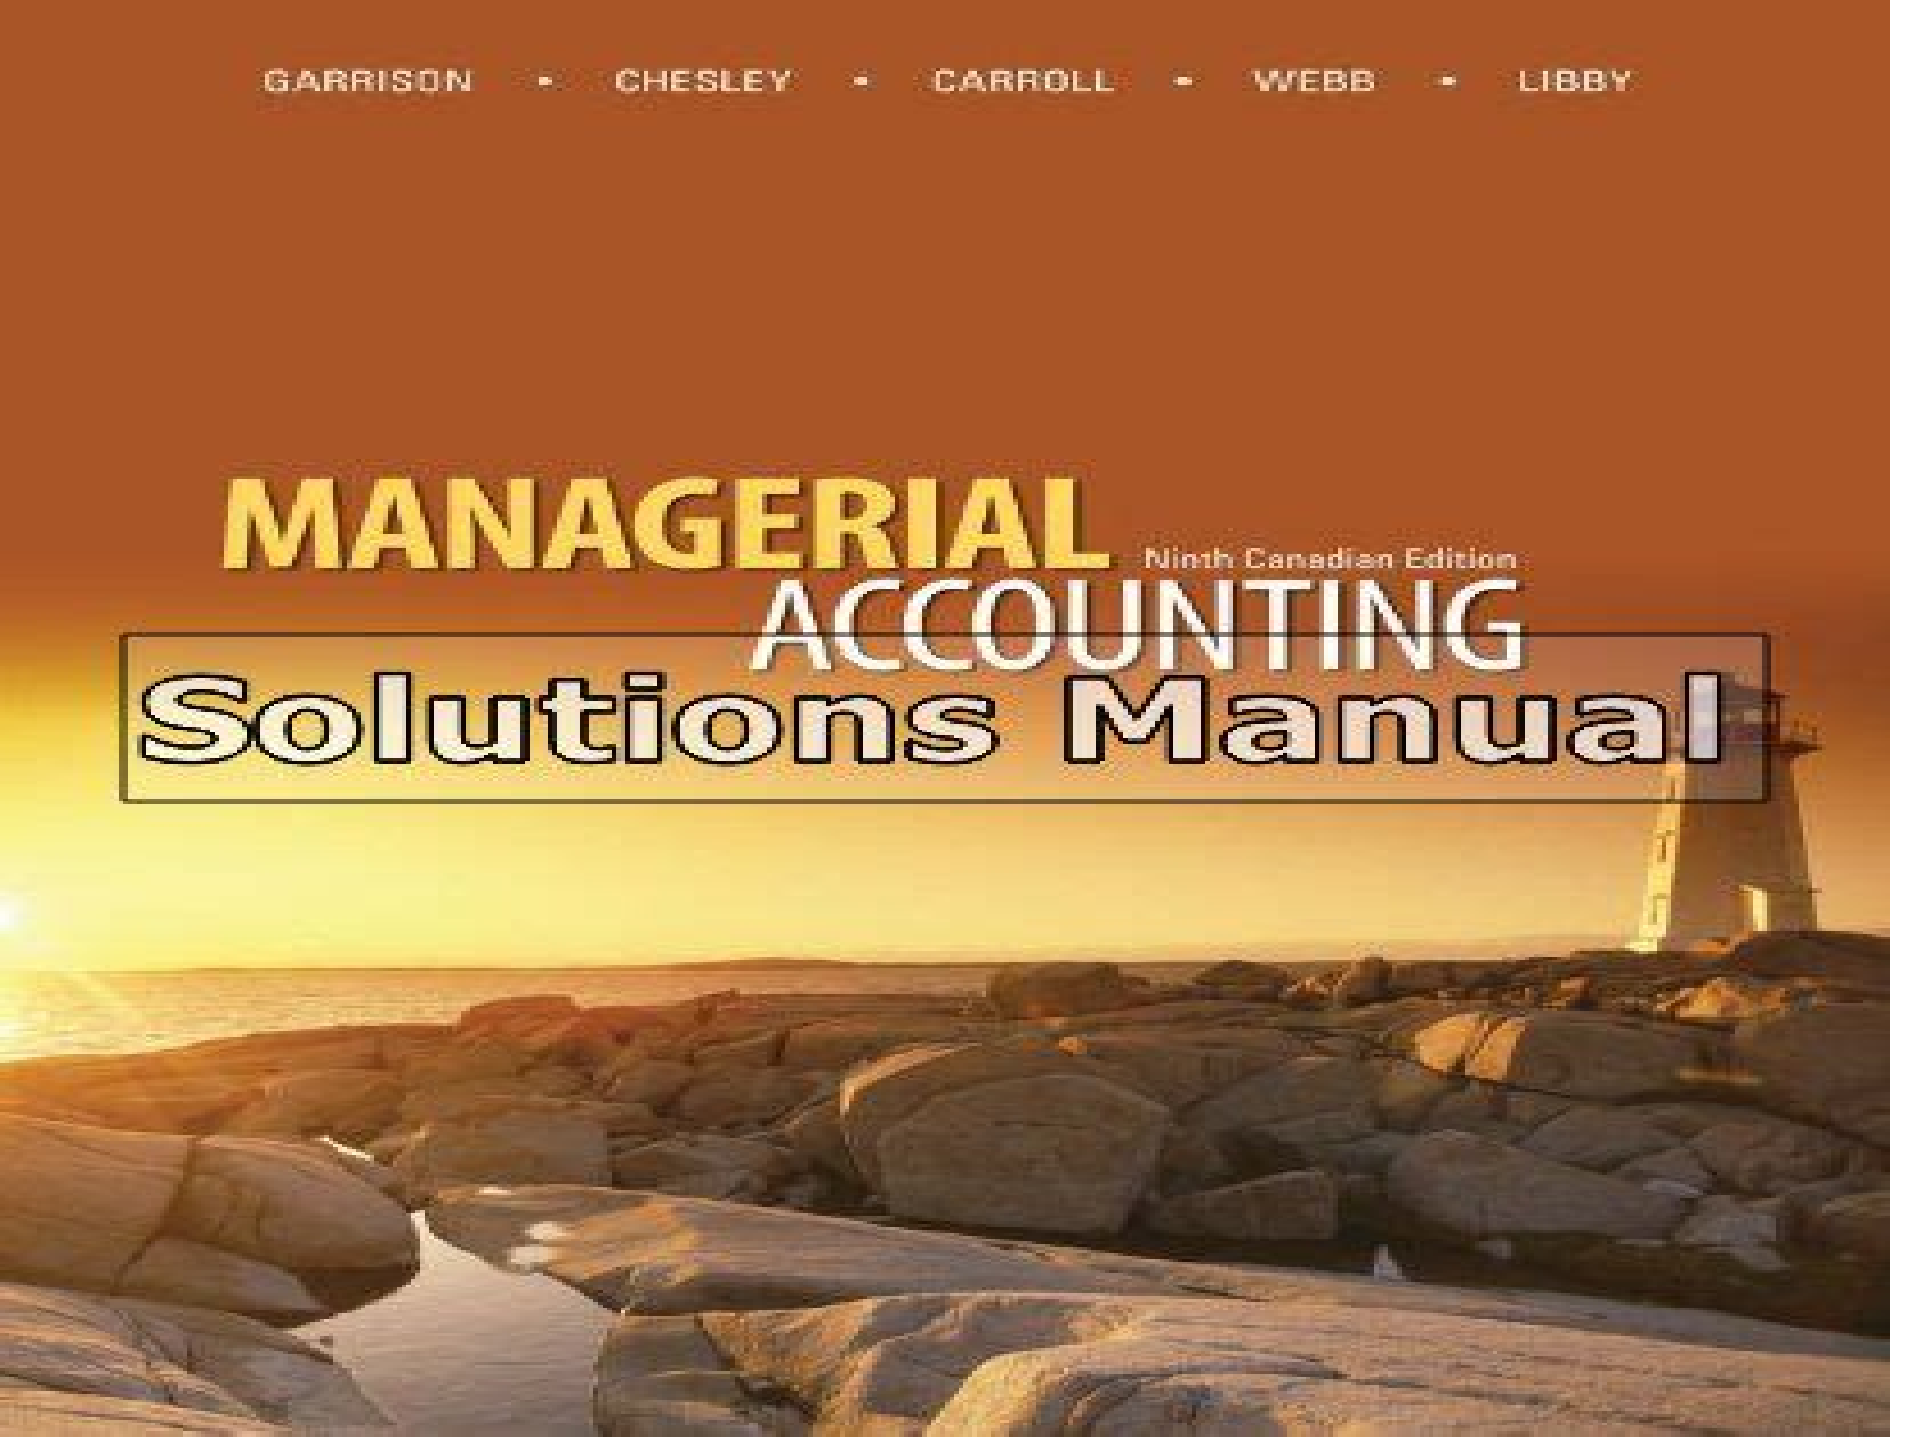 GARRISON • CHESLEY • CARROLL • WEBB • LIBBY
MANAGERIAL
Ninth Canadian Edition
ACCOUNTING
Solutions Manual